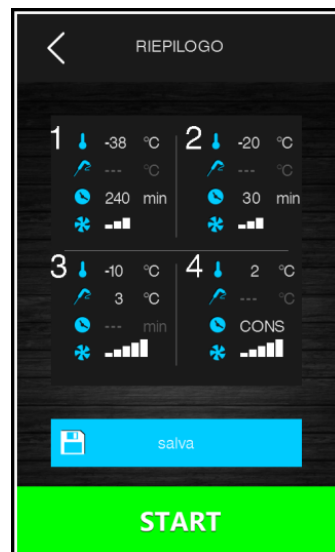 RIEPILOGO
1 -38 °C
--- °C
240 min
2 -20 °C
--- °C
30 min
3 -10 °C
3 °C
--- min
4 2 °C
--- °C
CONS
salva
START